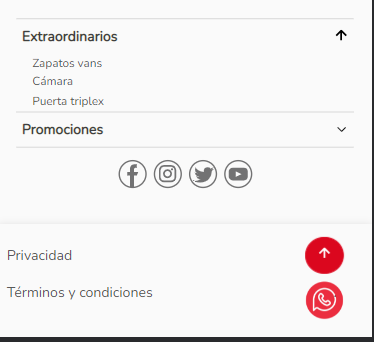 Extraordinarios
Zapatos vans
Cámara
Puerta triplex
Promociones
Privacidad
Términos y condiciones